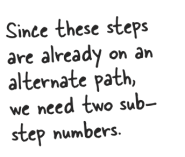 Since these steps
are already on an
alternate path,
we need two sub-
step numbers.